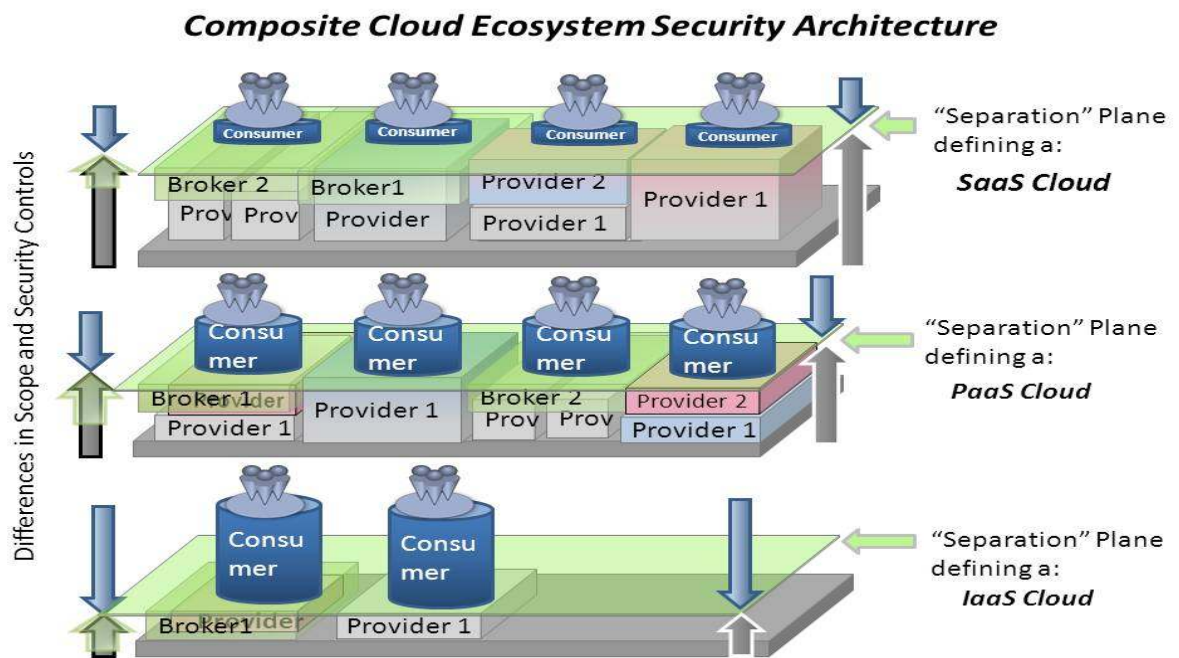 Composite Cloud Ecosystem Security Architecture
Differences in Scope and Security Controls
Consumer
Consumer
Consumer
Consumer
Broker 2
Broker1
Provider 2
Provider 1
Prov
Prov
Provider
Provider 1
“Separation” Plane
defining a:
SaaS Cloud
Consu
mer
Consu
mer
Consu
mer
Consu
mer
Broker 1
Provider
Provider 1
Provider 1
Broker 2
Prov
Prov
Provider 2
Provider 1
“Separation” Plane
defining a:
PaaS Cloud
Consu
mer
Consu
mer
Provider
Broker1
Provider 1
“Separation” Plane
defining a:
IaaS Cloud